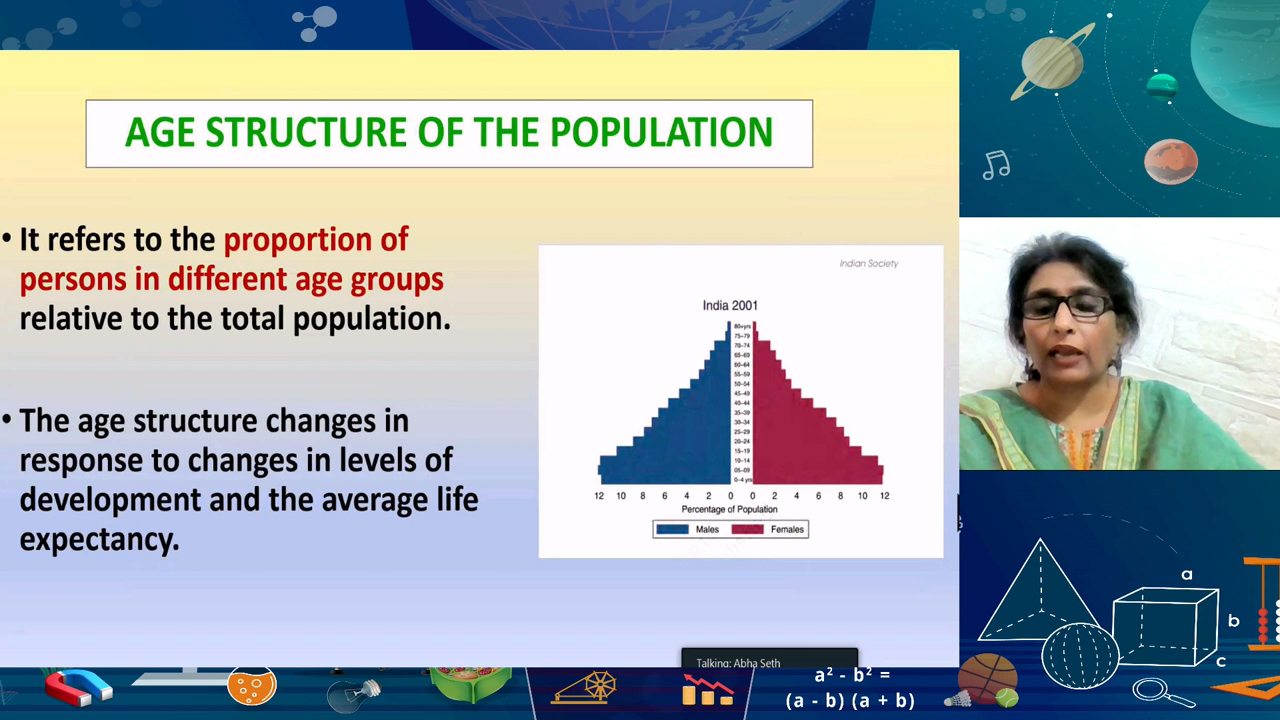 AGE STRUCTURE OF THE POPULATION
• It refers to the proportion of
persons in different age groups
relative to the total population.
• The age structure changes in
response to changes in levels of
development and the average life
expectancy.
Indian Society
India 2001
80+yrs
75–79
70–74
65–69
60–64
55–59
50–54
45–49
40–44
35–39
30–34
25–29
20–24
15–19
10–14
05–09
0–4 yrs
12 10 8 6 4 2 0 0 2 4 6 8 10 12
Percentage of Population
Males Females
Talking: Abha Seth
a
b
c
a² - b² =
(a - b) (a + b)